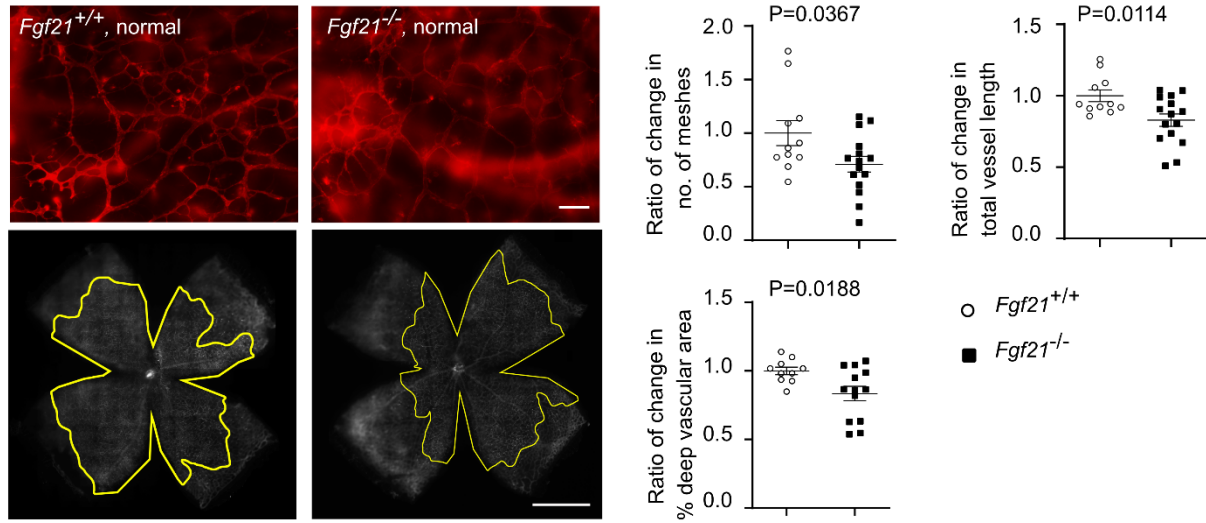 Fgf21+/+, normal
Fgf21-/-, normal
P=0.0367
Ratio of change in
no. of meshes
2.0
1.5
1.0
0.5
0.0
P=0.0114
Ratio of change in
total vessel length
1.5
1.0
0.5
0.0
P=0.0188
Ratio of change in
% deep vascular area
1.5
1.0
0.5
0.0
Fgf21+/+
Fgf21-/-